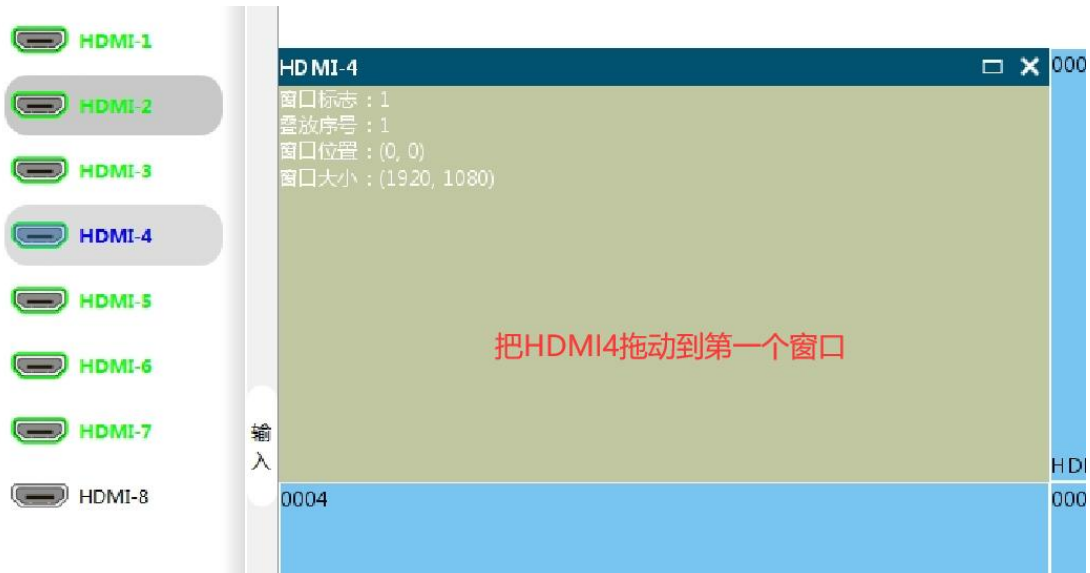 HDMI-1
HDMI-2
HDMI-3
HDMI-4
HDMI-5
HDMI-6
HDMI-7
HDMI-8
输
入
HDMI-4
窗口标志：1
叠放序号：1
窗口位置：(0, 0)
窗口大小：(1920, 1080)
把HDMI4拖动到第一个窗口
000
HD
0004
000